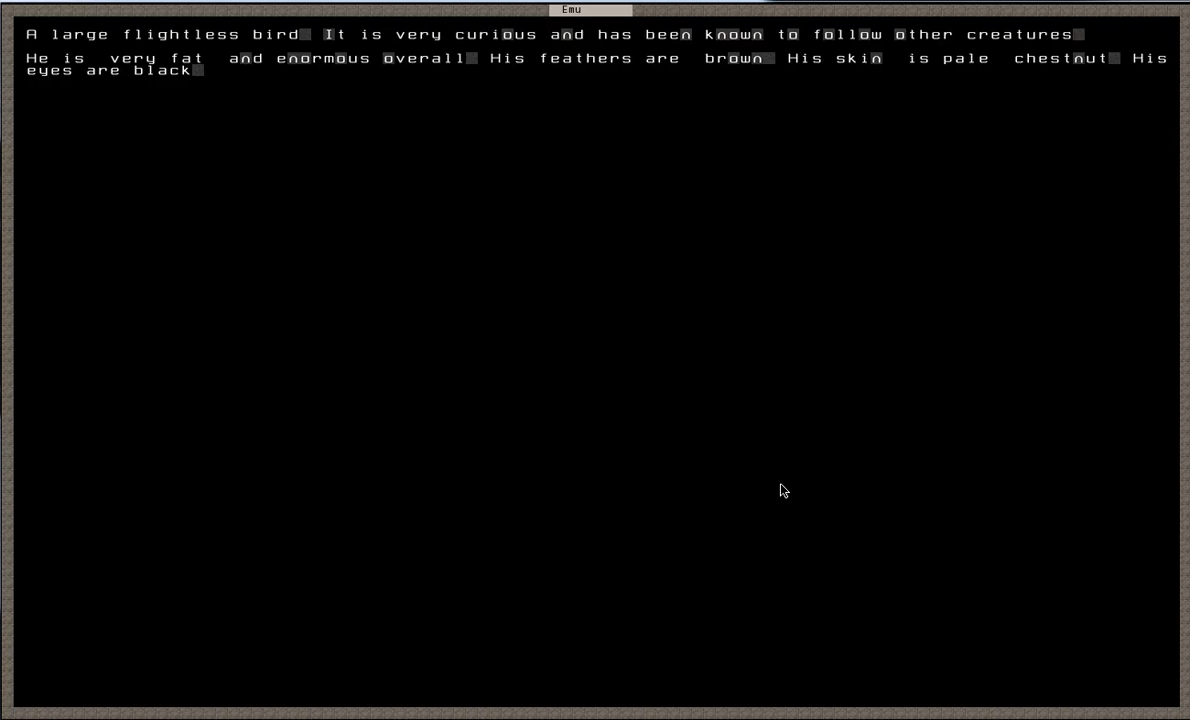 Emu
A large flightless bird. It is very curious and has been known to follow other creatures.
He is very fat and enormous overall. His feathers are brown. His skin is pale chestnut. His
eyes are black.